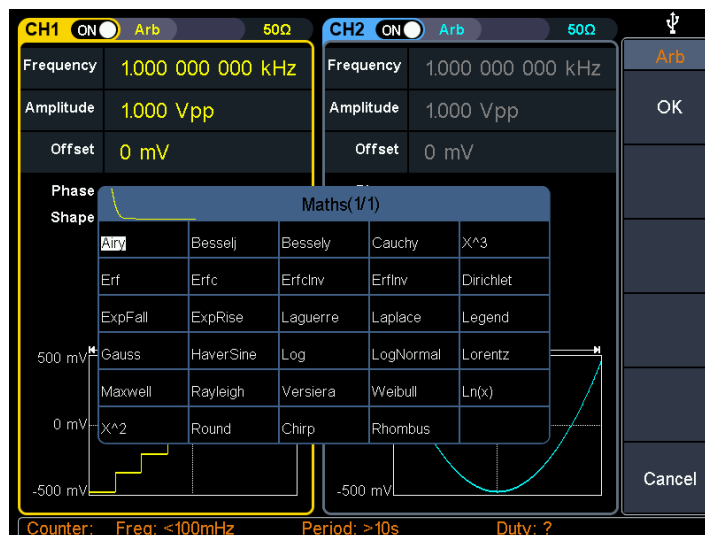 CH1 ON Arb 50Ω CH2 ON Arb 50Ω
Arb
Frequency 1.000 000 000 kHz Frequency 1.000 000 000 kHz
Amplitude 1.000 Vpp Amplitude 1.000 Vpp
OK
Offset 0 mV Offset 0 mV
Phase
Shape
Maths(1/1)
Airy Besselj Bessely Cauchy X^3
Erf Erfc ErfcInv ErfInv Dirichlet
ExpFall ExpRise Laguerre Laplace Legend
Gauss HaverSine Log LogNormal Lorentz
Maxwell Rayleigh Versiera Weibull Ln(x)
X^2 Round Chirp Rhombus
500 mV
0 mV
-500 mV -500 mV
Cancel
Counter: Freq: <100mHz Period: >10s Duty: ?